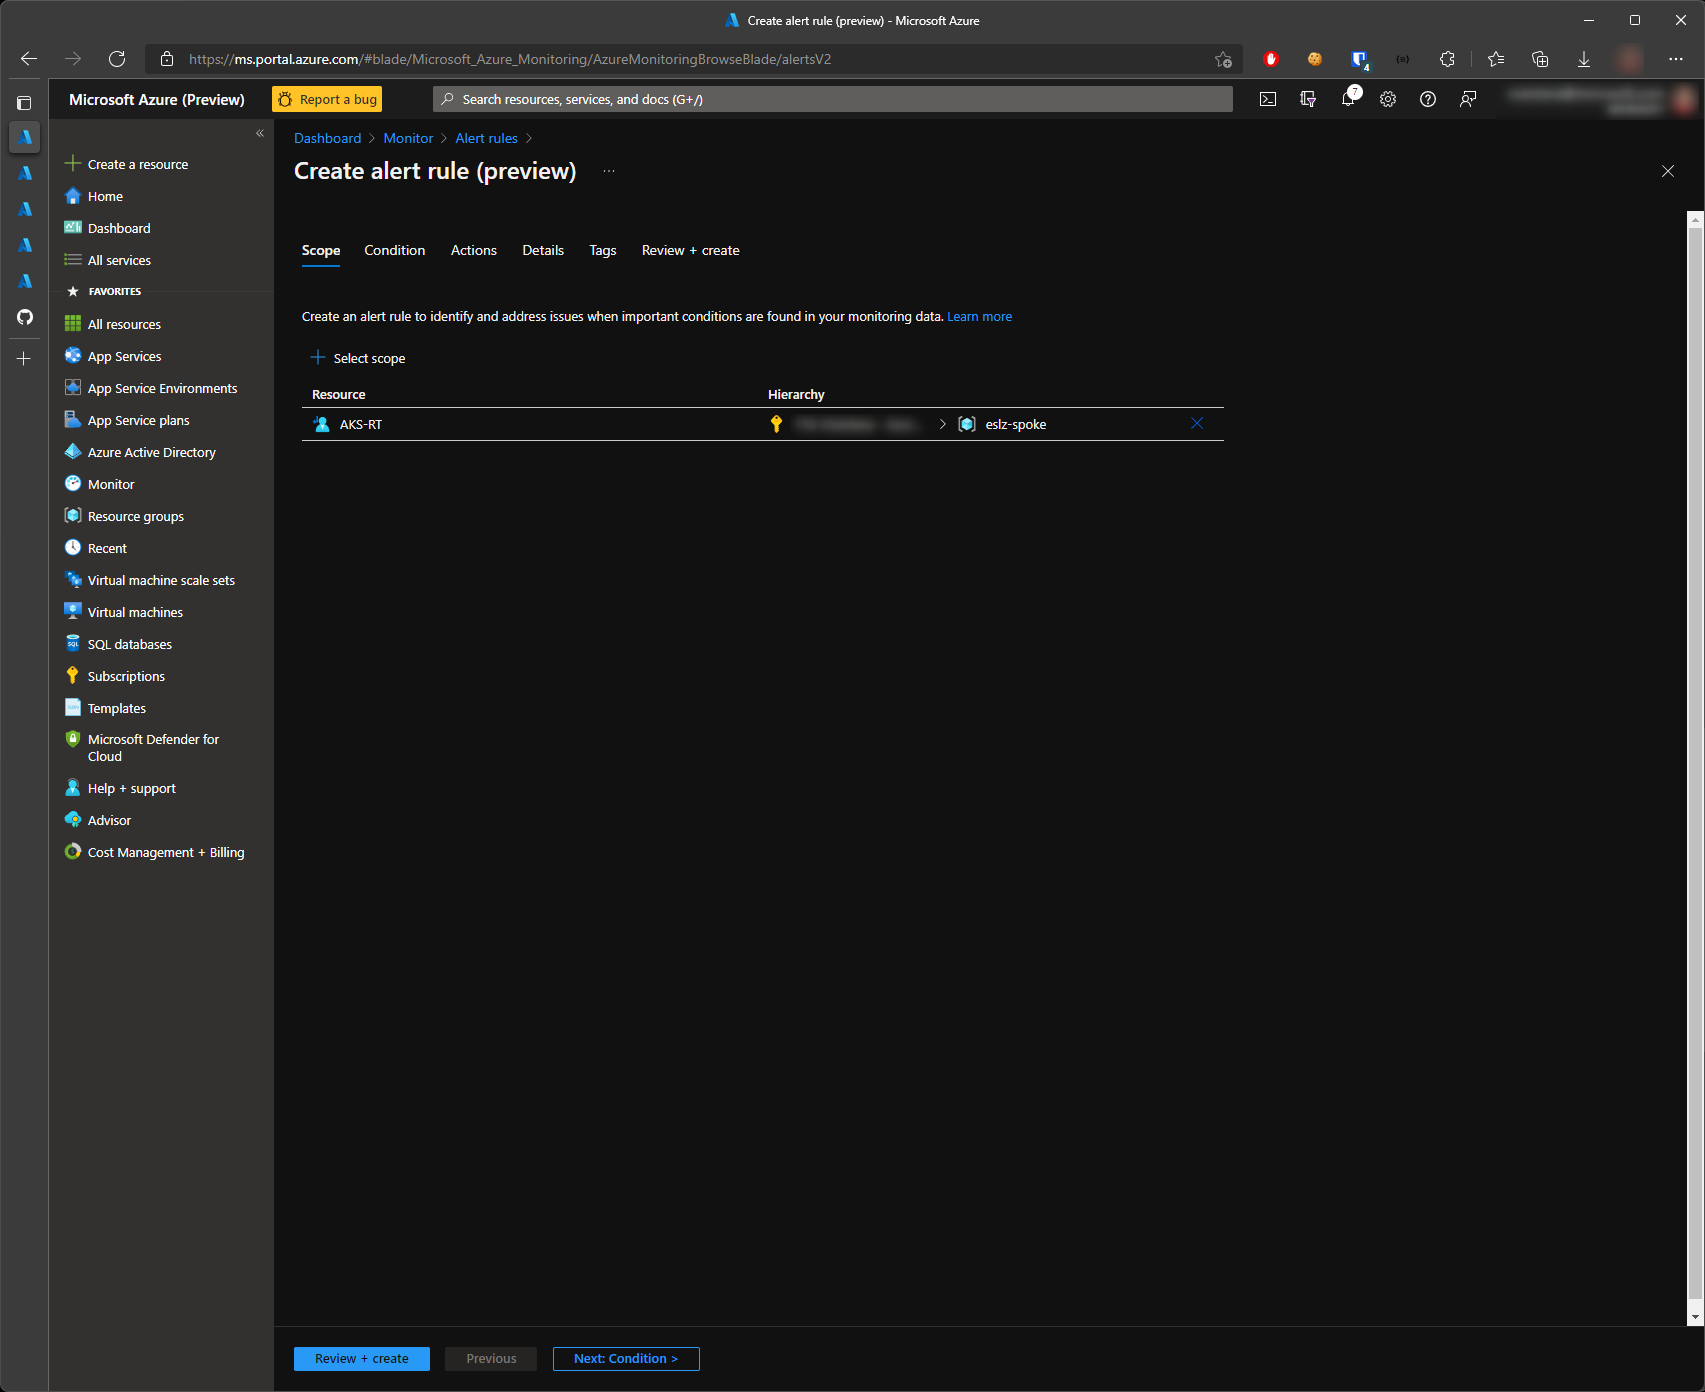 Create alert rule (preview) - Microsoft Azure
https://ms.portal.azure.com/#blade/Microsoft_Azure_Monitoring/AzureMonitoringBrowseBlade/alertsV2
4
Microsoft Azure (Preview)
Report a bug
Search resources, services, and docs (G+/)
7
«
Create a resource
Home
Dashboard
All services
FAVORITES
All resources
App Services
App Service Environments
App Service plans
Azure Active Directory
Monitor
Resource groups
Recent
Virtual machine scale sets
Virtual machines
SQL databases
Subscriptions
Templates
Microsoft Defender for
Cloud
Help + support
Advisor
Cost Management + Billing
Dashboard > Monitor > Alert rules >
Create alert rule (preview) ...
Scope Condition Actions Details Tags Review + create
Create an alert rule to identify and address issues when important conditions are found in your monitoring data. Learn more
Select scope
Resource Hierarchy
AKS-RT > eslz-spoke
Review + create Previous Next: Condition >